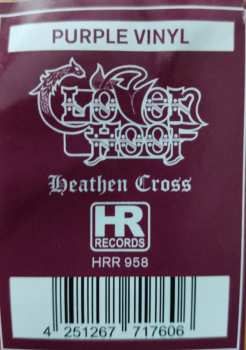 PURPLE VINYL
CLOVEN
HOOF
Heathen Cross
HR
RECORDS
HRR 958
4 251267 717606